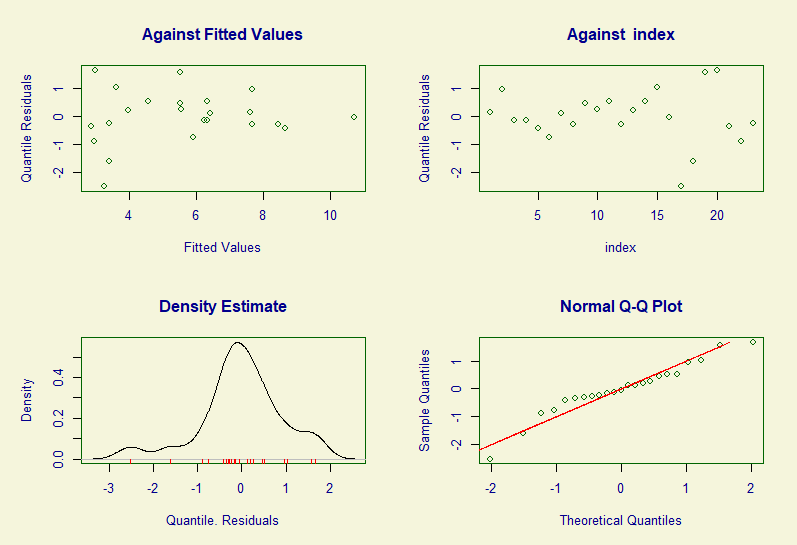 Against Fitted Values
Quantile Residuals
1
0
-1
-2
4
6
8
10
Fitted Values
Against  index
Quantile Residuals
1
0
-1
-2
5
10
15
20
index
Density Estimate
Density
0.4
0.2
0.0
-3
-2
-1
0
1
2
Quantile. Residuals
Normal Q-Q Plot
Sample Quantiles
1
0
-1
-2
-2
-1
0
1
2
Theoretical Quantiles